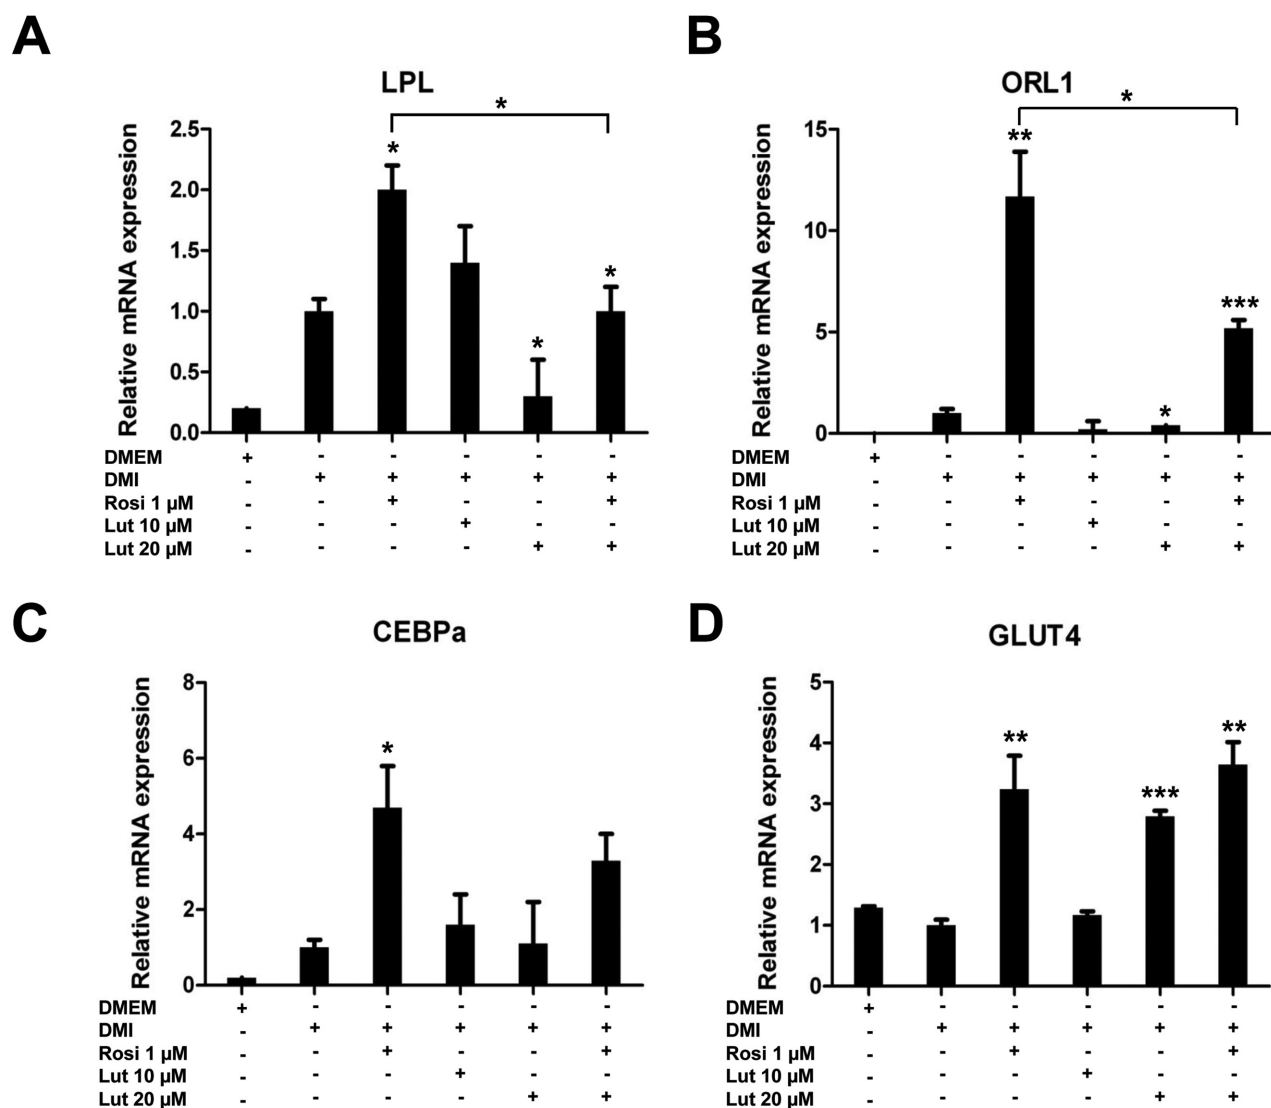 A
LPL
*
Relative mRNA expression
2.5
2.0
1.5
1.0
0.5
0.0
*
*
*
DMEM + - - - - -
DMI - + + + + +
Rosi 1 µM - - + - - +
Lut 10 µM - - - + - -
Lut 20 µM - - - - + +
B
ORL1
*
Relative mRNA expression
15
10
5
0
**
*
***
DMEM + - - - - -
DMI - + + + + +
Rosi 1 µM - - + - - +
Lut 10 µM - - - + - -
Lut 20 µM - - - - + +
C
CEBPa
Relative mRNA expression
8
6
4
2
0
*
DMEM + - - - - -
DMI - + + + + +
Rosi 1 µM - - + - - +
Lut 10 µM - - - + - -
Lut 20 µM - - - - + +
D
GLUT4
Relative mRNA expression
5
4
3
2
1
0
**
***
**
DMEM + - - - - -
DMI - + + + + +
Rosi 1 µM - - + - - +
Lut 10 µM - - - + - -
Lut 20 µM - - - - + +